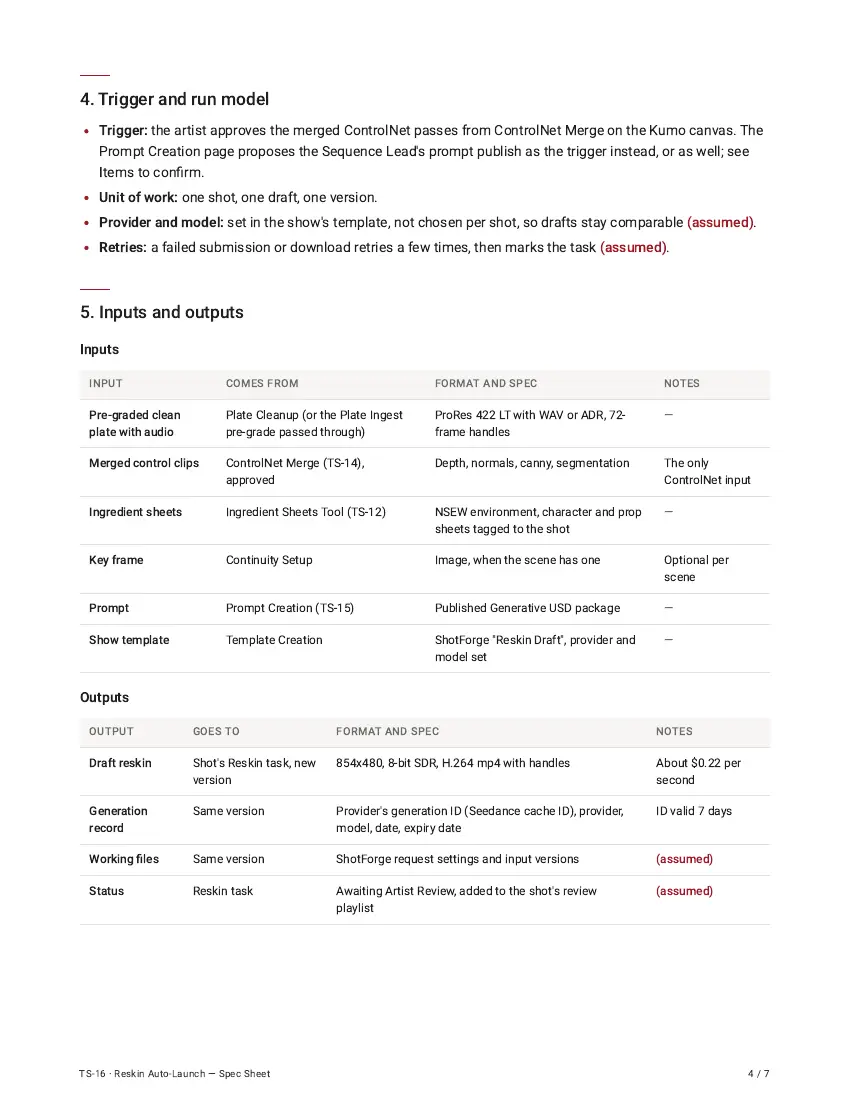 4. Trigger and run model
• Trigger: the artist approves the merged ControlNet passes from ControlNet Merge on the Kumo canvas. The
Prompt Creation page proposes the Sequence Lead's prompt publish as the trigger instead, or as well; see
Items to confirm.
• Unit of work: one shot, one draft, one version.
• Provider and model: set in the show's template, not chosen per shot, so drafts stay comparable (assumed).
• Retries: a failed submission or download retries a few times, then marks the task (assumed).
5. Inputs and outputs
Inputs
INPUT COMES FROM FORMAT AND SPEC NOTES
Pre-graded clean Plate Cleanup (or the Plate Ingest ProRes 422 LT with WAV or ADR, 72- —
plate with audio pre-grade passed through) frame handles
Merged control clips ControlNet Merge (TS-14), Depth, normals, canny, segmentation The only
approved ControlNet input
Ingredient sheets Ingredient Sheets Tool (TS-12) NSEW environment, character and prop —
sheets tagged to the shot
Key frame Continuity Setup Image, when the scene has one Optional per
scene
Prompt Prompt Creation (TS-15) Published Generative USD package —
Show template Template Creation ShotForge "Reskin Draft", provider and —
model set
Outputs
OUTPUT GOES TO FORMAT AND SPEC NOTES
Draft reskin Shot's Reskin task, new 854x480, 8-bit SDR, H.264 mp4 with handles About $0.22 per
version second
Generation Same version Provider's generation ID (Seedance cache ID), provider, ID valid 7 days
record model, date, expiry date
Working files Same version ShotForge request settings and input versions (assumed)
Status Reskin task Awaiting Artist Review, added to the shot's review (assumed)
playlist
TS-16 · Reskin Auto-Launch — Spec Sheet 4 / 7